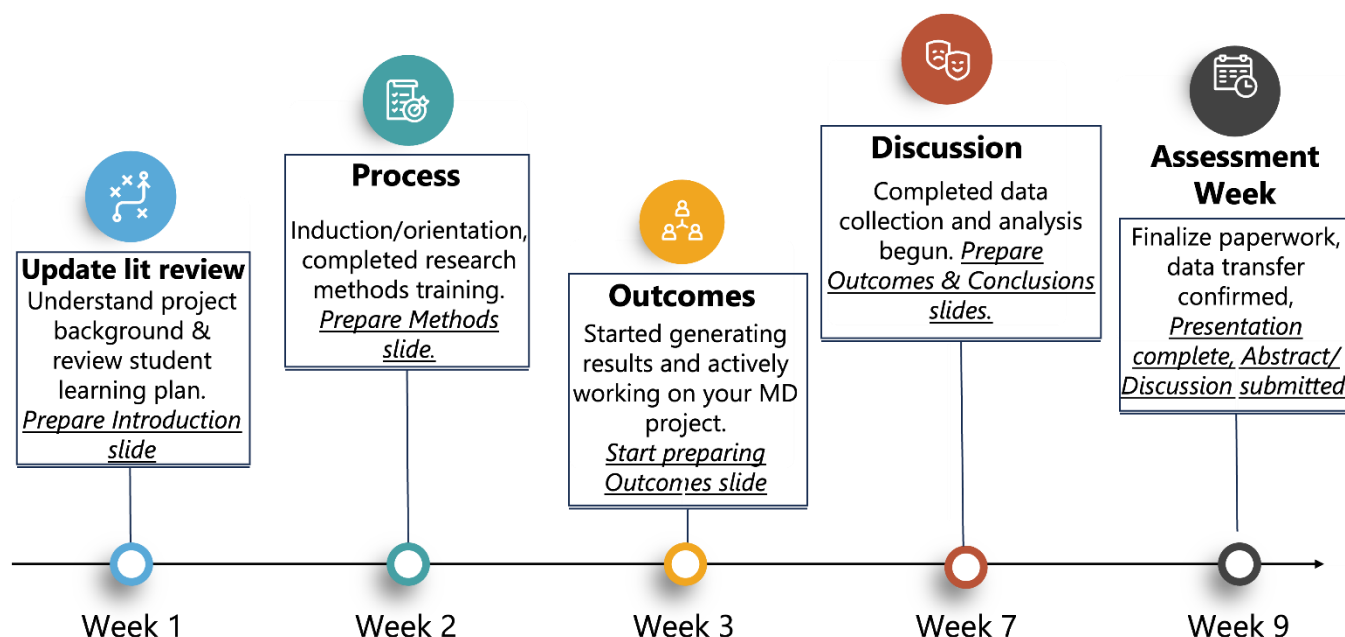 Update lit review
Understand project
background &
review student
learning plan.
Prepare Introduction
slide
Week 1
Process
Induction/orientation,
completed research
methods training.
Prepare Methods
slide.
Week 2
Outcomes
Started generating
results and actively
working on your MD
project.
Start preparing
Outcomes slide
Week 3
Discussion
Completed data
collection and analysis
begun. Prepare
Outcomes & Conclusions
slides.
Week 7
Assessment
Week
Finalize paperwork,
data transfer
confirmed,
Presentation
complete, Abstract/
Discussion submitted
Week 9